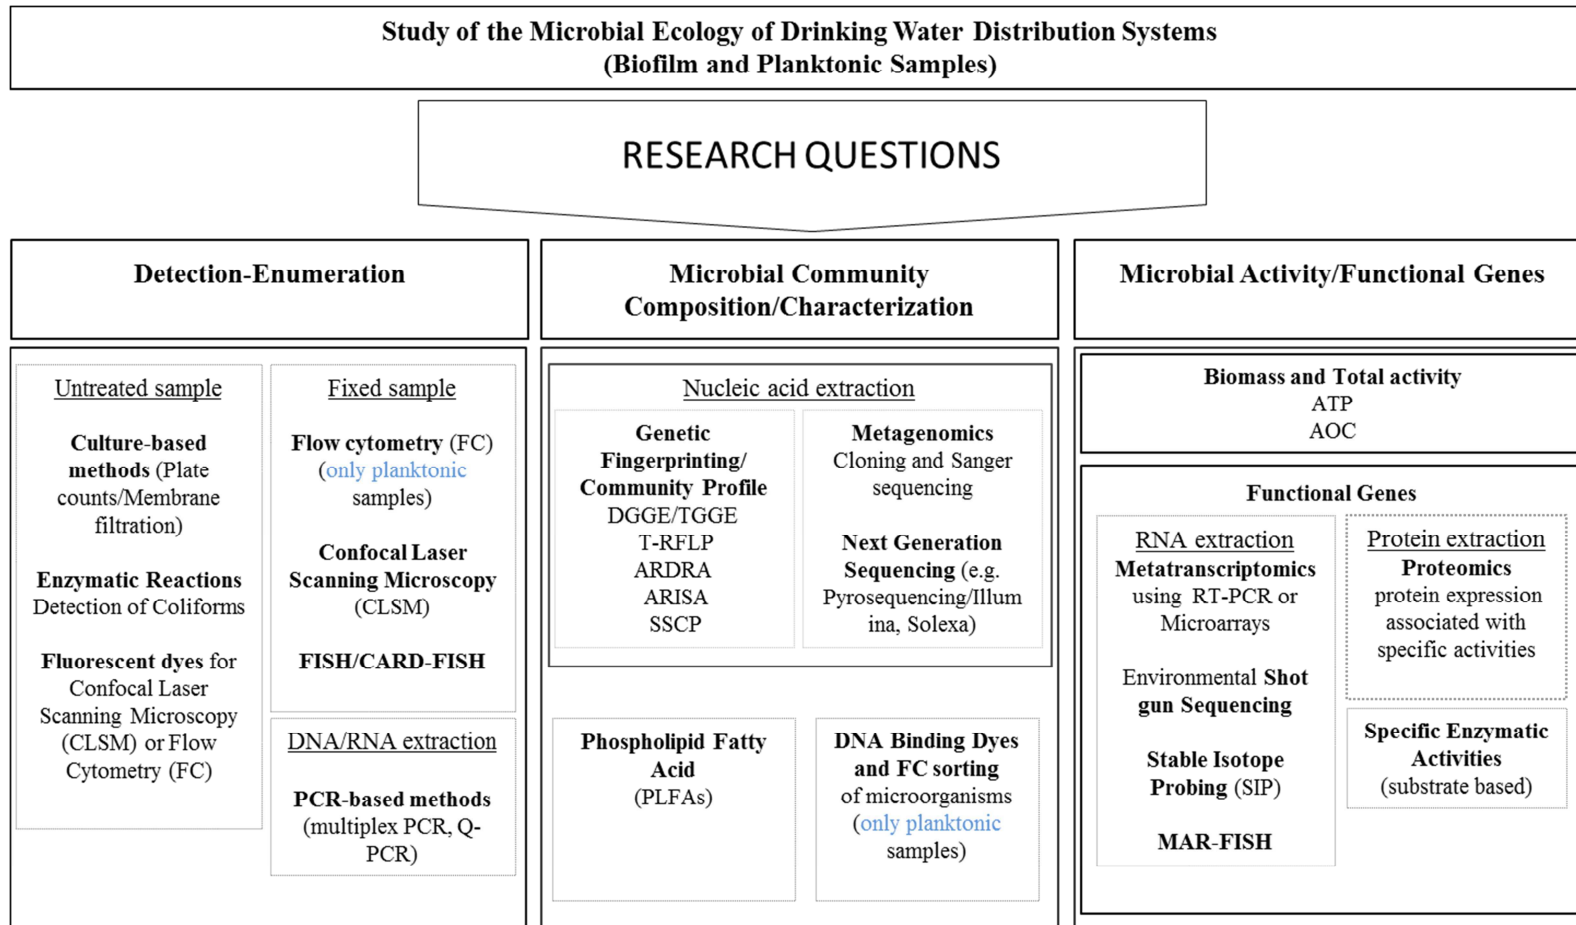 Study of the Microbial Ecology of Drinking Water Distribution Systems
(Biofilm and Planktonic Samples)
RESEARCH QUESTIONS
Detection-Enumeration
Untreated sample
Culture-based
methods (Plate
counts/Membrane
filtration)
Enzymatic Reactions
Detection of Coliforms
Fluorescent dyes for
Confocal Laser
Scanning Microscopy
(CLSM) or Flow
Cytometry (FC)
Fixed sample
Flow cytometry (FC)
(only planktonic
samples)
Confocal Laser
Scanning Microscopy
(CLSM)
FISH/CARD-FISH
DNA/RNA extraction
PCR-based methods
(multiplex PCR, Q-
PCR)
Microbial Community
Composition/Characterization
Nucleic acid extraction
Genetic
Fingerprinting/
Community Profile
DGGE/TGGE
T-RFLP
ARDRA
ARISA
SSCP
Metagenomics
Cloning and Sanger
sequencing
Next Generation
Sequencing (e.g.
Pyrosequencing/Illum
ina, Solexa)
Phospholipid Fatty
Acid
(PLFAs)
DNA Binding Dyes
and FC sorting
of microorganisms
(only planktonic
samples)
Microbial Activity/Functional Genes
Biomass and Total activity
ATP
AOC
Functional Genes
RNA extraction
Metatranscriptomics
using RT-PCR or
Microarrays
Environmental Shot
gun Sequencing
Stable Isotope
Probing (SIP)
MAR-FISH
Protein extraction
Proteomics
protein expression
associated with
specific activities
Specific Enzymatic
Activities
(substrate based)